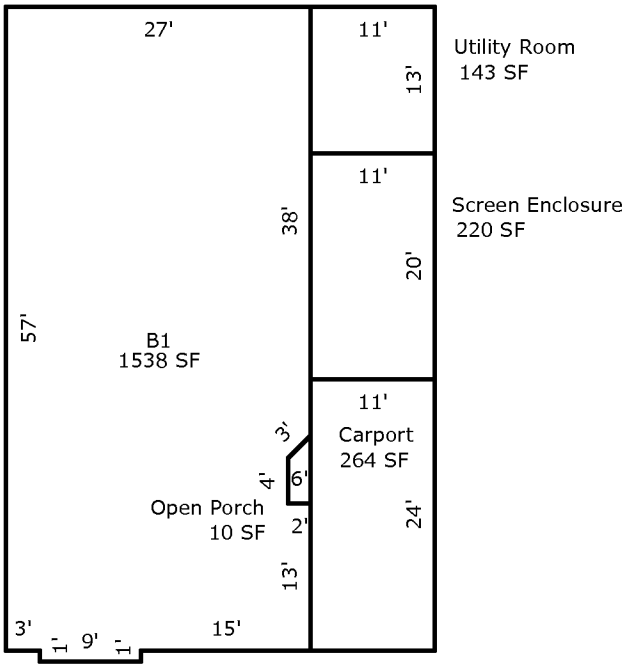 27'
11'
Utility Room
143 SF
13'
11'
Screen Enclosure
220 SF
38'
20'
57'
B1
1538 SF
11'
3'
Carport
264 SF
4'
6'
Open Porch
10 SF
2'
24'
13'
3'
1'
9'
1'
15'